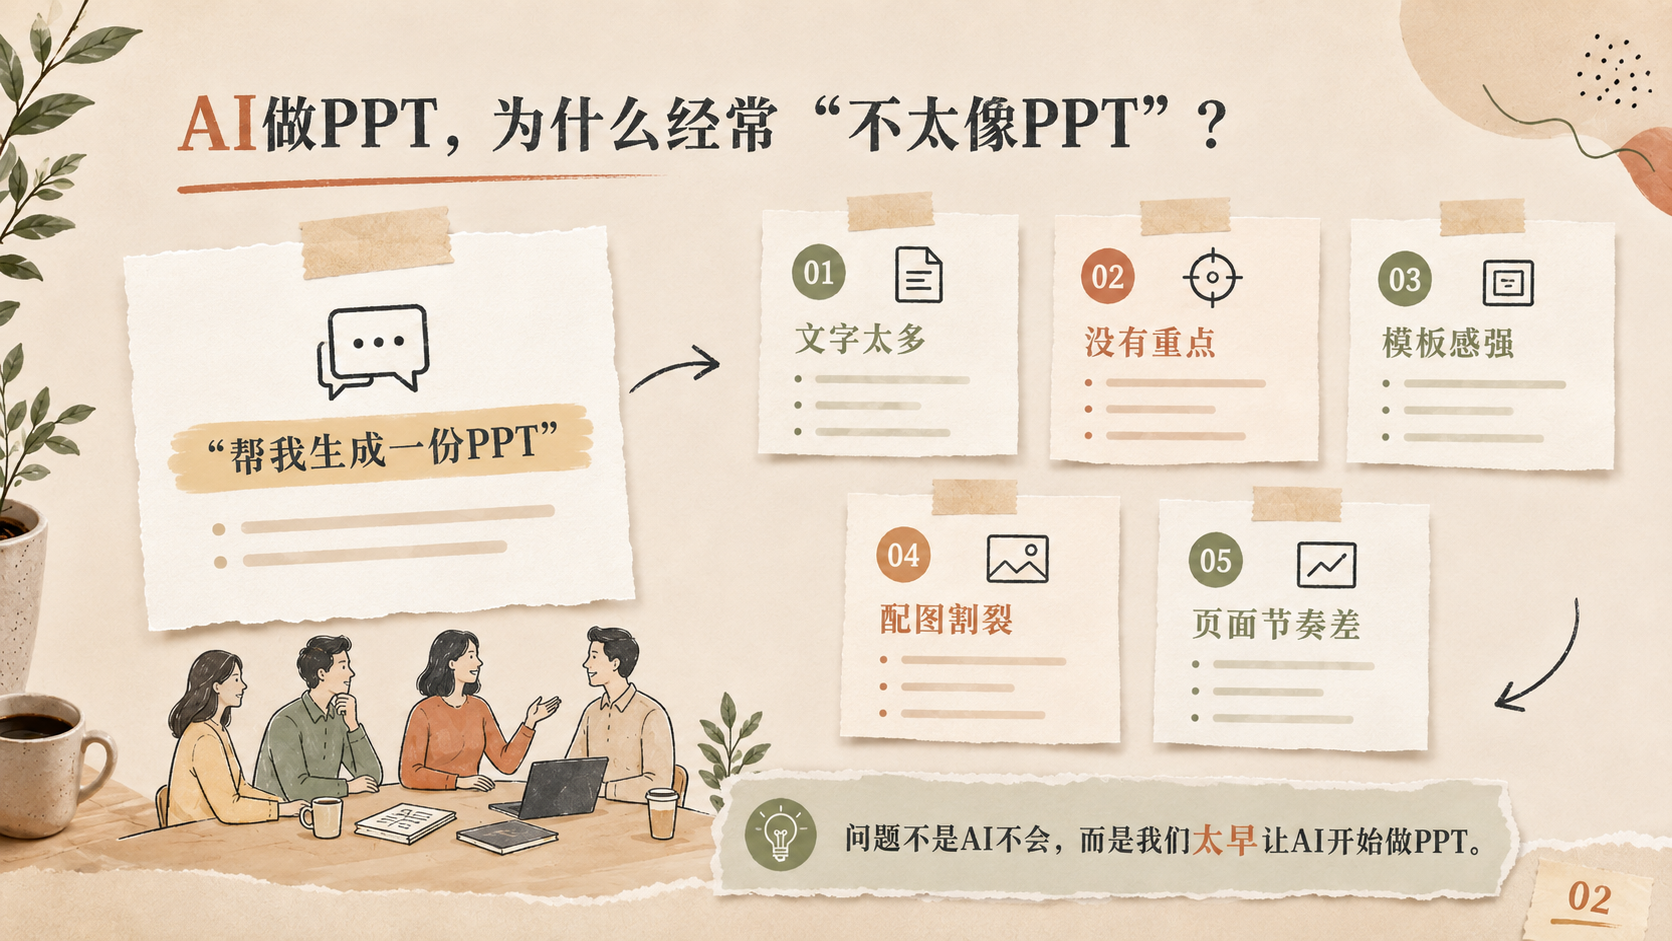 AI做PPT，为什么经常“不太像PPT”？
“帮我生成一份PPT”
01
文字太多
02
没有重点
03
模板感强
04
配图割裂
05
页面节奏差
问题不是AI不会，而是我们太早让AI开始做PPT。
02